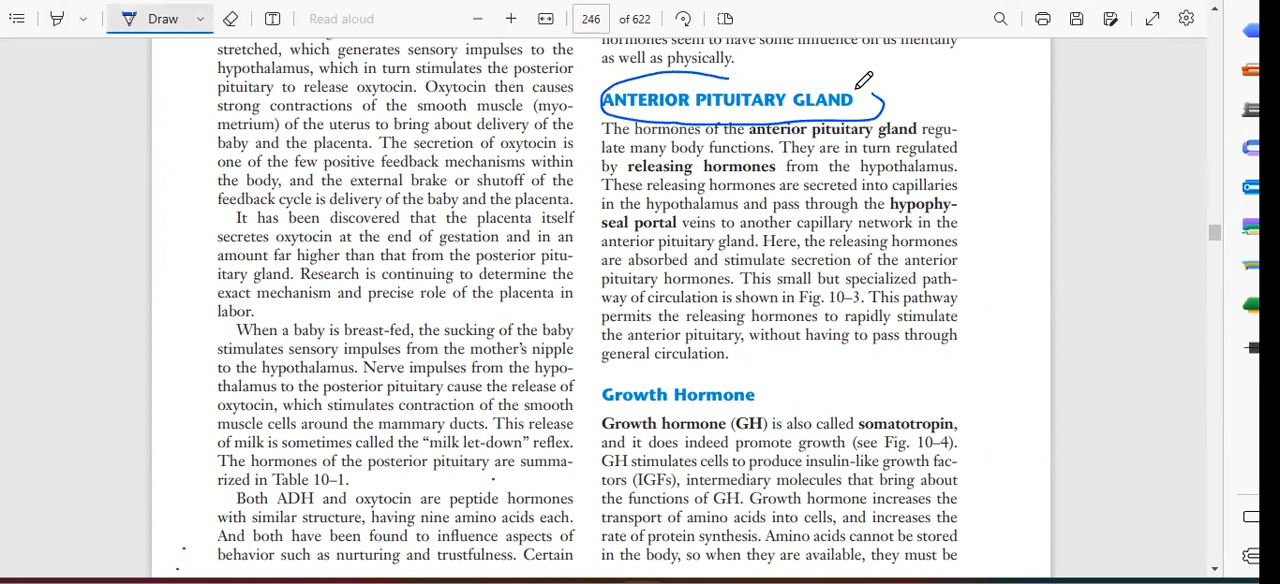 Draw
Read aloud
246
of 622
stretched, which generates sensory impulses to the
hypothalamus, which in turn stimulates the posterior
pituitary to release oxytocin. Oxytocin then causes
strong contractions of the smooth muscle (myo-
metrium) of the uterus to bring about delivery of the
baby and the placenta. The secretion of oxytocin is
one of the few positive feedback mechanisms within
the body, and the external brake or shutoff of the
feedback cycle is delivery of the baby and the placenta.
It has been discovered that the placenta itself
secretes oxytocin at the end of gestation and in an
amount far higher than that from the posterior pitu-
itary gland. Research is continuing to determine the
exact mechanism and precise role of the placenta in
labor.
When a baby is breast-fed, the sucking of the baby
stimulates sensory impulses from the mother's nipple
to the hypothalamus. Nerve impulses from the hypo-
thalamus to the posterior pituitary cause the release of
oxytocin, which stimulates contraction of the smooth
muscle cells around the mammary ducts. This release
of milk is sometimes called the "milk let-down" reflex.
The hormones of the posterior pituitary are summa-
rized in Table 10–1.
Both ADH and oxytocin are peptide hormones
with similar structure, having nine amino acids each.
And both have been found to influence aspects of
behavior such as nurturing and trustfulness. Certain
hormones seem to have some influence on us mentally
as well as physically.
ANTERIOR PITUITARY GLAND
The hormones of the anterior pituitary gland regu-
late many body functions. They are in turn regulated
by releasing hormones from the hypothalamus.
These releasing hormones are secreted into capillaries
in the hypothalamus and pass through the hypophy-
seal portal veins to another capillary network in the
anterior pituitary gland. Here, the releasing hormones
are absorbed and stimulate secretion of the anterior
pituitary hormones. This small but specialized path-
way of circulation is shown in Fig. 10–3. This pathway
permits the releasing hormones to rapidly stimulate
the anterior pituitary, without having to pass through
general circulation.
Growth Hormone
Growth hormone (GH) is also called somatotropin,
and it does indeed promote growth (see Fig. 10–4).
GH stimulates cells to produce insulin-like growth fac-
tors (IGFs), intermediary molecules that bring about
the functions of GH. Growth hormone increases the
transport of amino acids into cells, and increases the
rate of protein synthesis. Amino acids cannot be stored
in the body, so when they are available, they must be